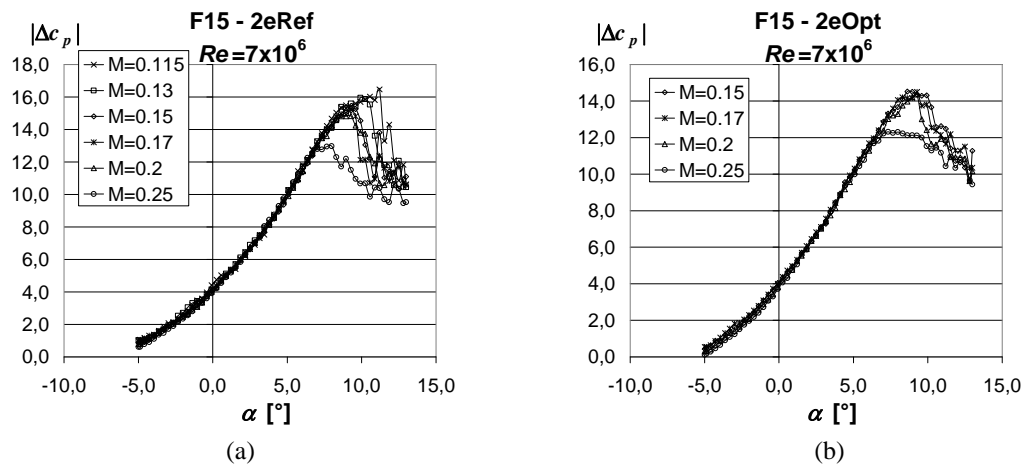 F15 - 2eRef
Re=7x10^6
|Δc_p|
18,0
16,0
14,0
12,0
10,0
8,0
6,0
4,0
2,0
0,0
M=0.115
M=0.13
M=0.15
M=0.17
M=0.2
M=0.25
-10,0 -5,0 0,0 5,0 10,0 15,0
α [°]
(a)
F15 - 2eOpt
Re=7x10^6
|Δc_p|
16,0
14,0
12,0
10,0
8,0
6,0
4,0
2,0
0,0
M=0.15
M=0.17
M=0.2
M=0.25
-10,0 -5,0 0,0 5,0 10,0 15,0
α [°]
(b)